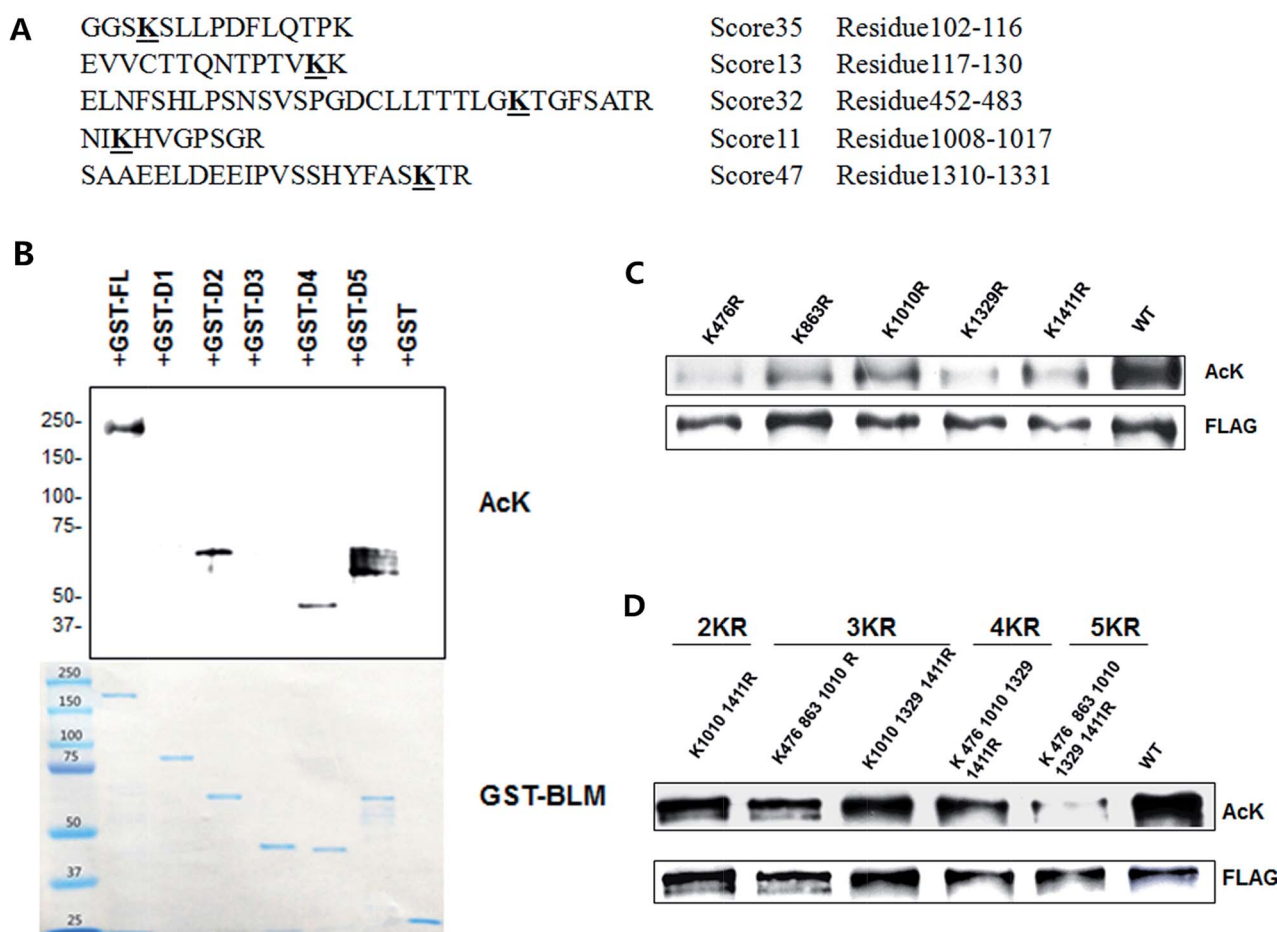 A
GGSKSLLPDFLQTPK Score35 Residue102-116
EVVCTTQNTPTVKK Score13 Residue117-130
ELNFSHLPSNSVSPGDCLLTTTLGKTGFSATR Score32 Residue452-483
NIKHVGPSGR Score11 Residue1008-1017
SAAEELDEEIPVSSHYFASKTR Score47 Residue1310-1331
B
+GST-FL
+GST-D1
+GST-D2
+GST-D3
+GST-D4
+GST-D5
+GST
250-
150-
100-
75-
50-
37-
AcK
250
150
100
75
50
37
25
GST-BLM
C
K476R
K863R
K1010R
K1329R
K1411R
WT
AcK
FLAG
D
2KR 3KR 4KR 5KR
K1010 1411R
K476 863 1010 R
K1010 1329 1411R
K 476 1010 1329
1411R
K 476 863 1010
1329 1411R
WT
AcK
FLAG